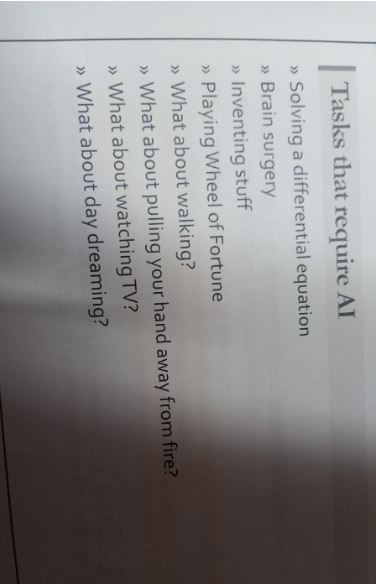 Tasks that require AI
» Solving a differential equation
» Brain surgery
» Inventing stuff
» Playing Wheel of Fortune
» What about walking?
» What about pulling your hand away from fire?
» What about watching TV?
» What about day dreaming?